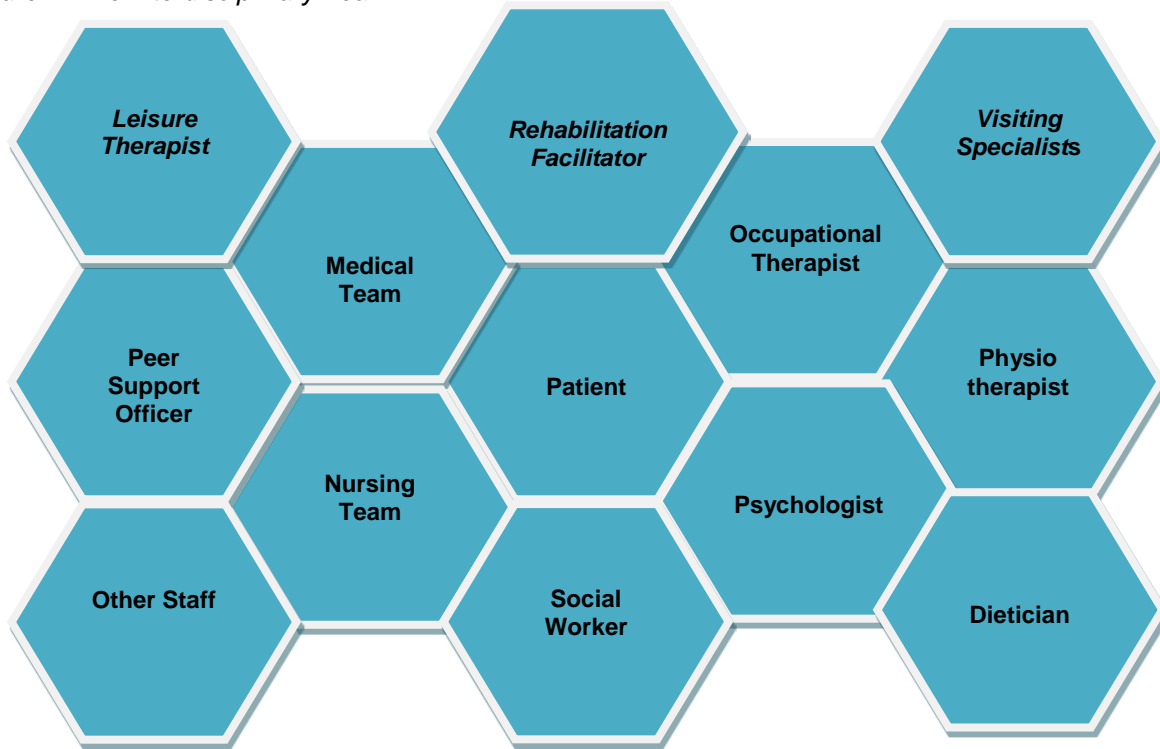 Leisure
Therapist
Rehabilitation
Facilitator
Visiting
Specialists
Medical
Team
Occupational
Therapist
Peer
Support
Officer
Patient
Physio
therapist
Nursing
Team
Psychologist
Other Staff
Social
Worker
Dietician